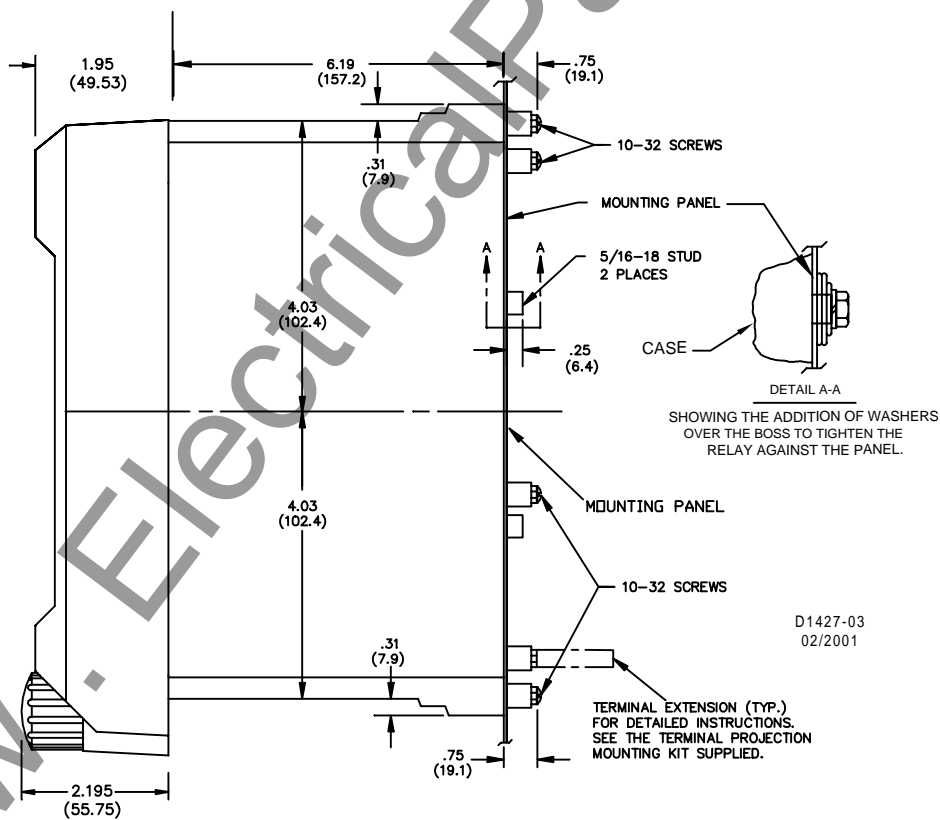 1.95
(49.53)
6.19
(157.2)
.75
(19.1)
.31
(7.9)
10-32 SCREWS
MOUNTING PANEL
A A
5/16-18 STUD
2 PLACES
4.03
(102.4)
.25
(6.4)
CASE
DETAIL A-A
SHOWING THE ADDITION OF WASHERS
OVER THE BOSS TO TIGHTEN THE
RELAY AGAINST THE PANEL.
4.03
(102.4)
MOUNTING PANEL
10-32 SCREWS
D1427-03
02/2001
.31
(7.9)
TERMINAL EXTENSION (TYP.)
FOR DETAILED INSTRUCTIONS.
SEE THE TERMINAL PROJECTION
MOUNTING KIT SUPPLIED.
.75
(19.1)
2.195
(55.75)
w. ElectricalPa